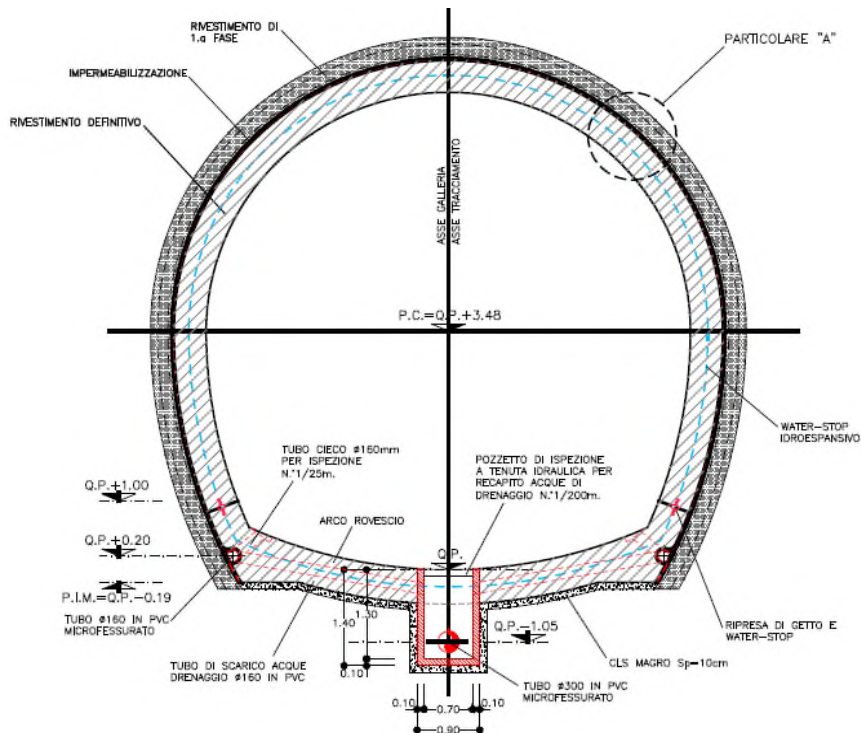 RIVESTIMENTO DI
1.a FASE
PARTICOLARE "A"
IMPERMEABILIZZAZIONE
RIVESTIMENTO DEFINITIVO
ASSE GALLERIA
ASSE TRACCIAMENTO
P.C.=Q.P.+3.48
WATER-STOP
IDROESPANSIVO
TUBO CIECO ø160mm
PER ISPEZIONE
N.°1/25m.
POZZETTO DI ISPEZIONE
A TENUTA IDRAULICA PER
RECAPITO ACQUE DI
DRENAGGIO N.°1/200m.
Q.P.+1.00
ARCO ROVESCIO
Q.P.+0.20
Q.P.
P.I.M.=Q.P.-0.19
TUBO ø160 IN PVC
MICROFESSURATO
1.40
1.30
0.10
Q.P.-1.05
RIPRESA DI GETTO E
WATER-STOP
TUBO DI SCARICO ACQUE
DRENAGGIO ø160 IN PVC
CLS MAGRO Sp=10cm
TUBO ø300 IN PVC
MICROFESSURATO
0.10
0.70
0.10
0.90